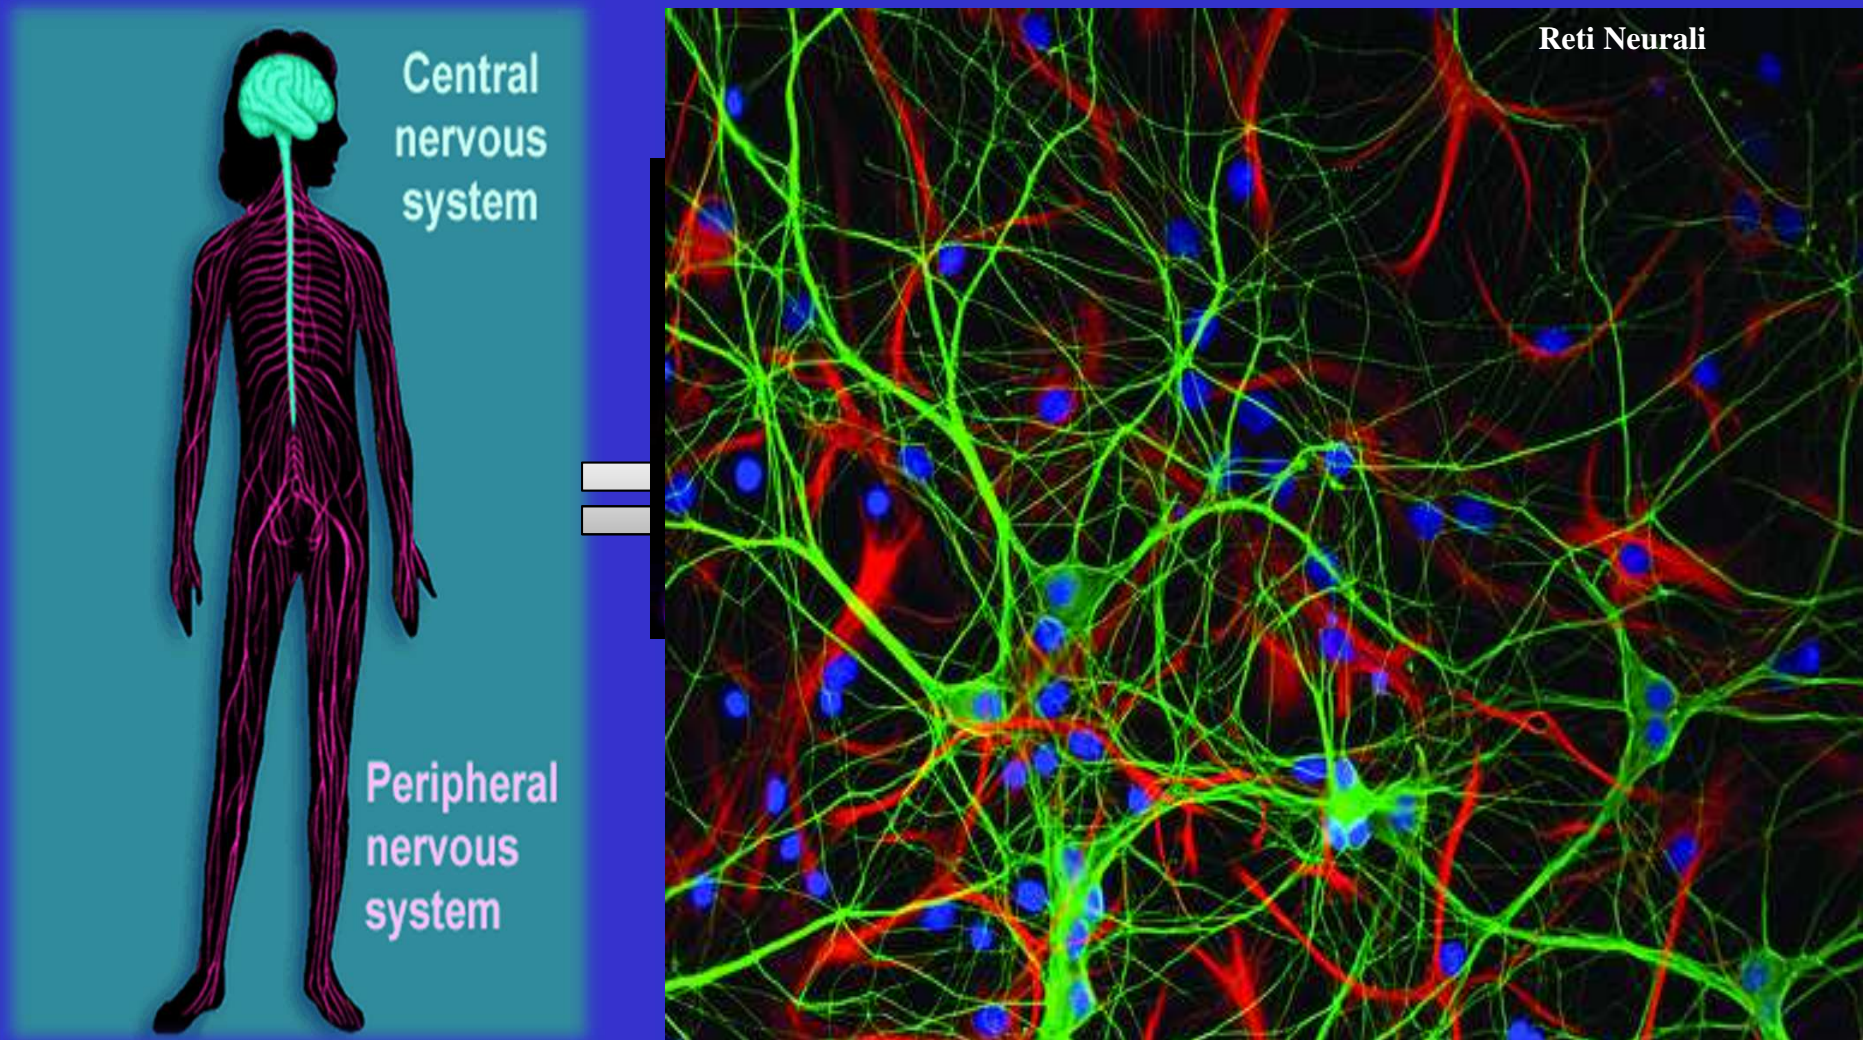 Central
nervous
system
Peripheral
nervous
system
Reti Neurali